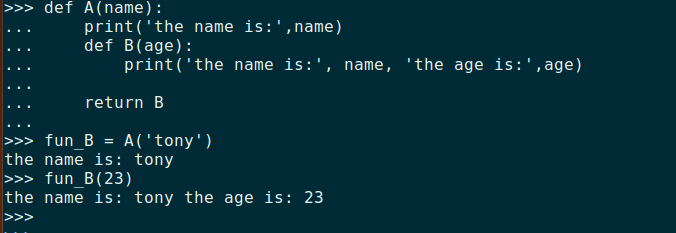 >>> def A(name):
...     print('the name is:',name)
...     def B(age):
...         print('the name is:', name, 'the age is:',age)
...
...     return B
...
>>> fun_B = A('tony')
the name is: tony
>>> fun_B(23)
the name is: tony the age is: 23
>>>